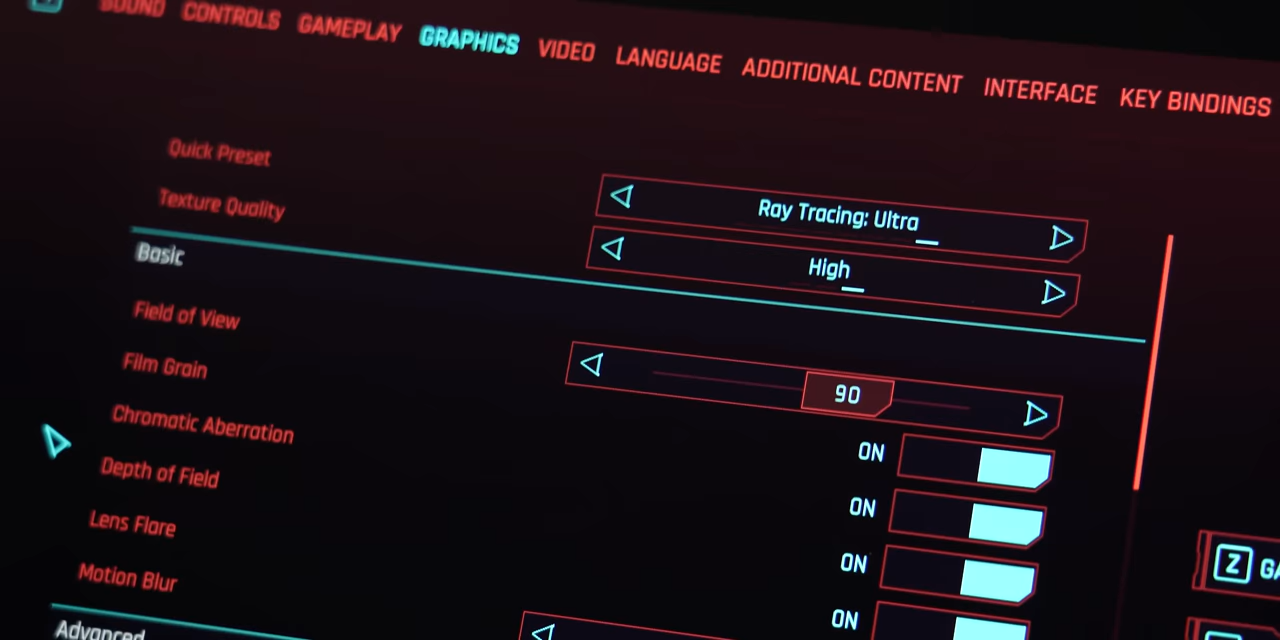 SOUND CONTROLS GAMEPLAY GRAPHICS VIDEO LANGUAGE ADDITIONAL CONTENT INTERFACE KEY BINDINGS
Quick Preset
Ray Tracing: Ultra
Texture Quality
High
Basic
Field of View
90
Film Grain
ON
Chromatic Aberration
ON
Depth of Field
ON
Lens Flare
ON
Motion Blur
Advanced
Z